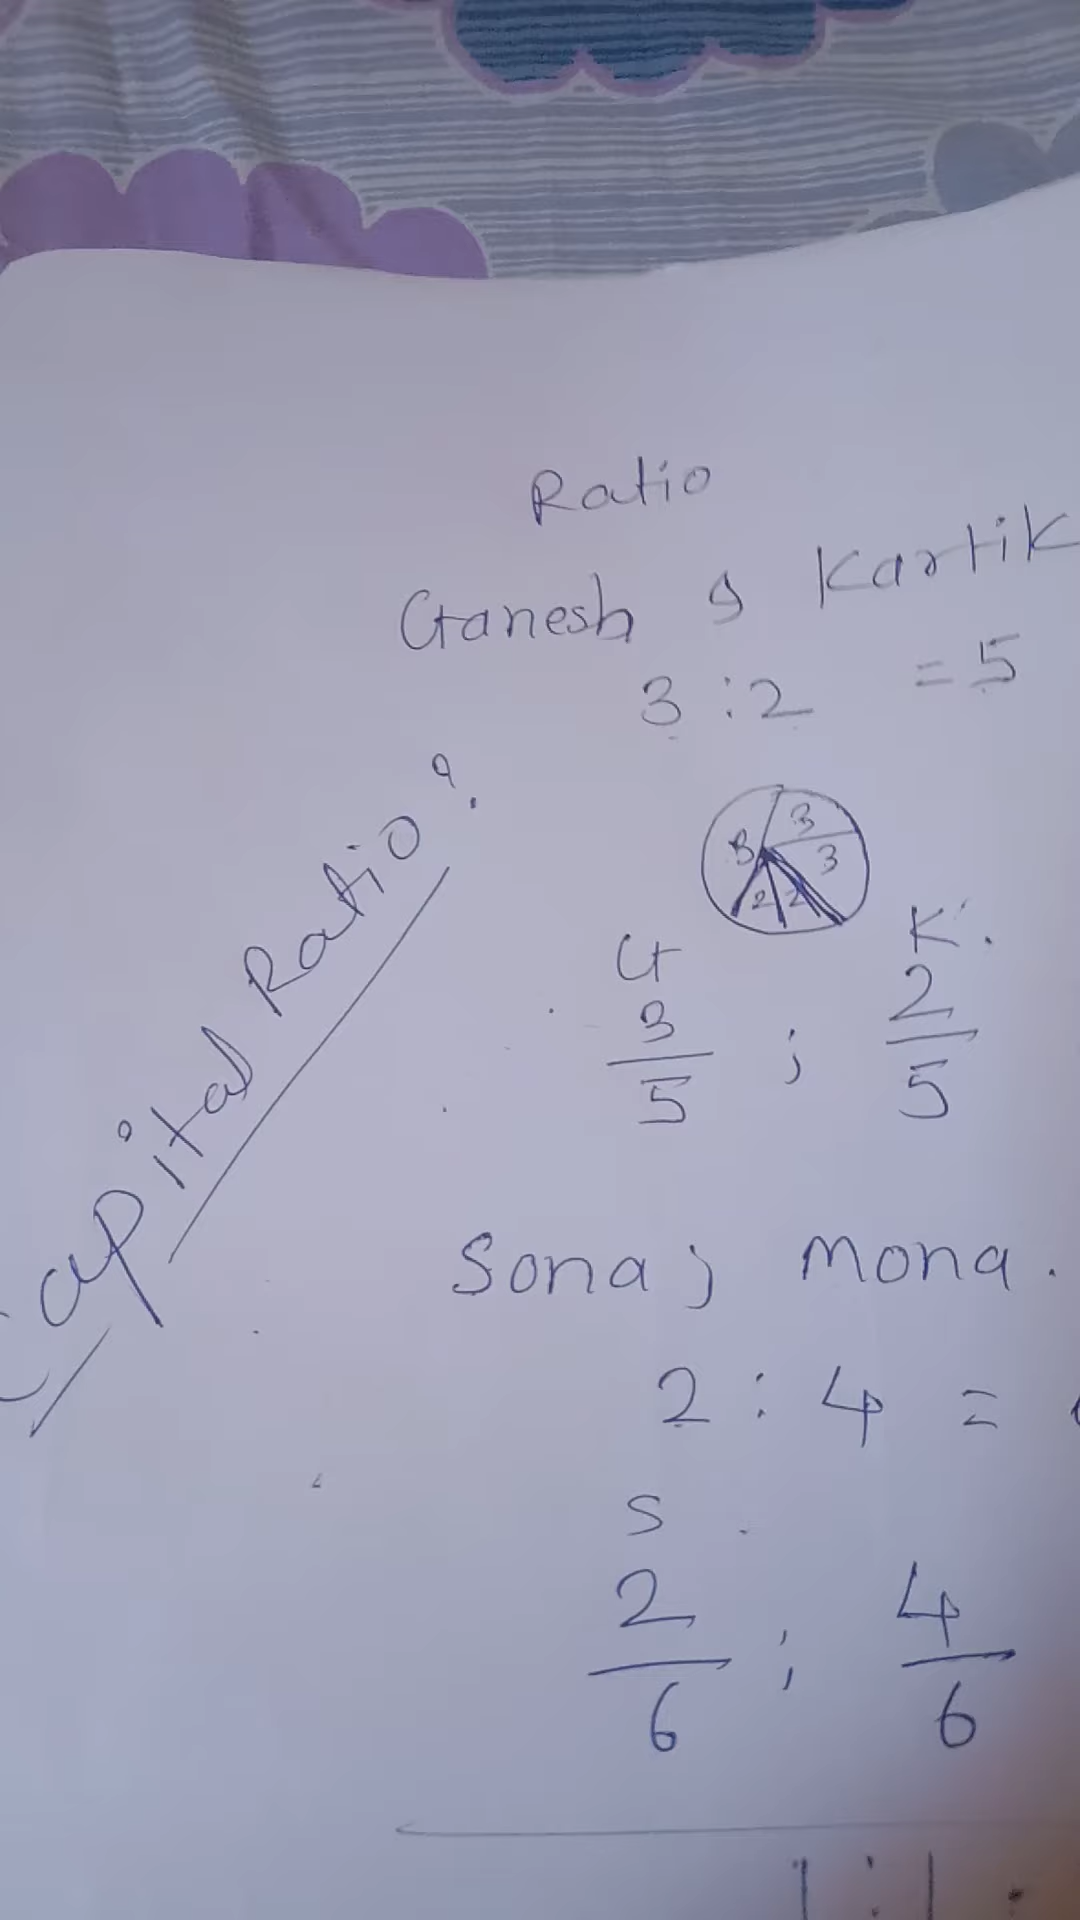 Ratio
Ganesh & Kartik
3 : 2 = 5
3 3
3
2 2
G K.
3/5 ; 2/5
Capital Ratio ?
Sona ; Mona .
2 : 4 =
S
2/6 ; 4/6
1 : 1 :